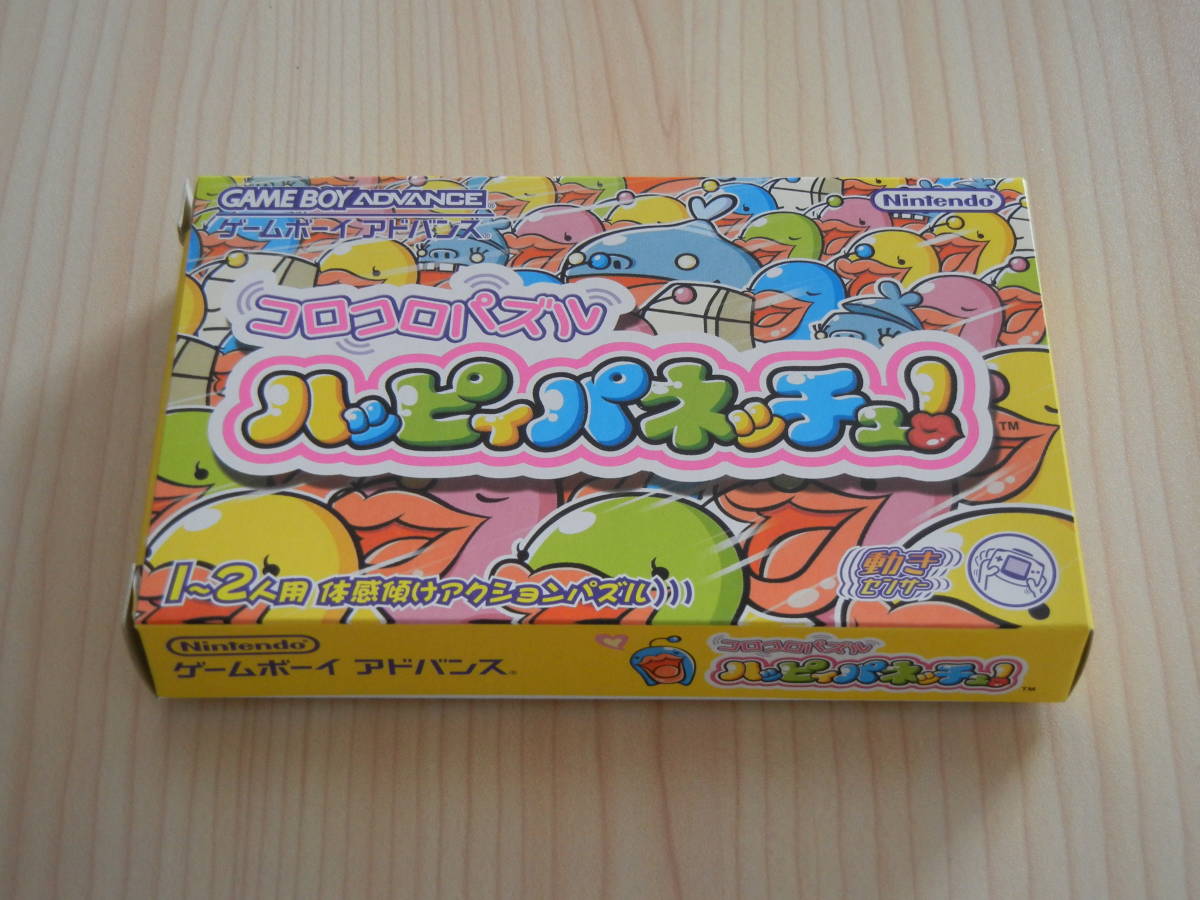 GAME BOY ADVANCE®
Nintendo®
ゲームボーイ アドバンス®
コロコロパズル
ハッピィパネッチュ!™
動き
センサー
1~2人用 体感傾けアクションパズル)))
Nintendo®
ゲームボーイ アドバンス®
コロコロパズル
ハッピィパネッチュ!™